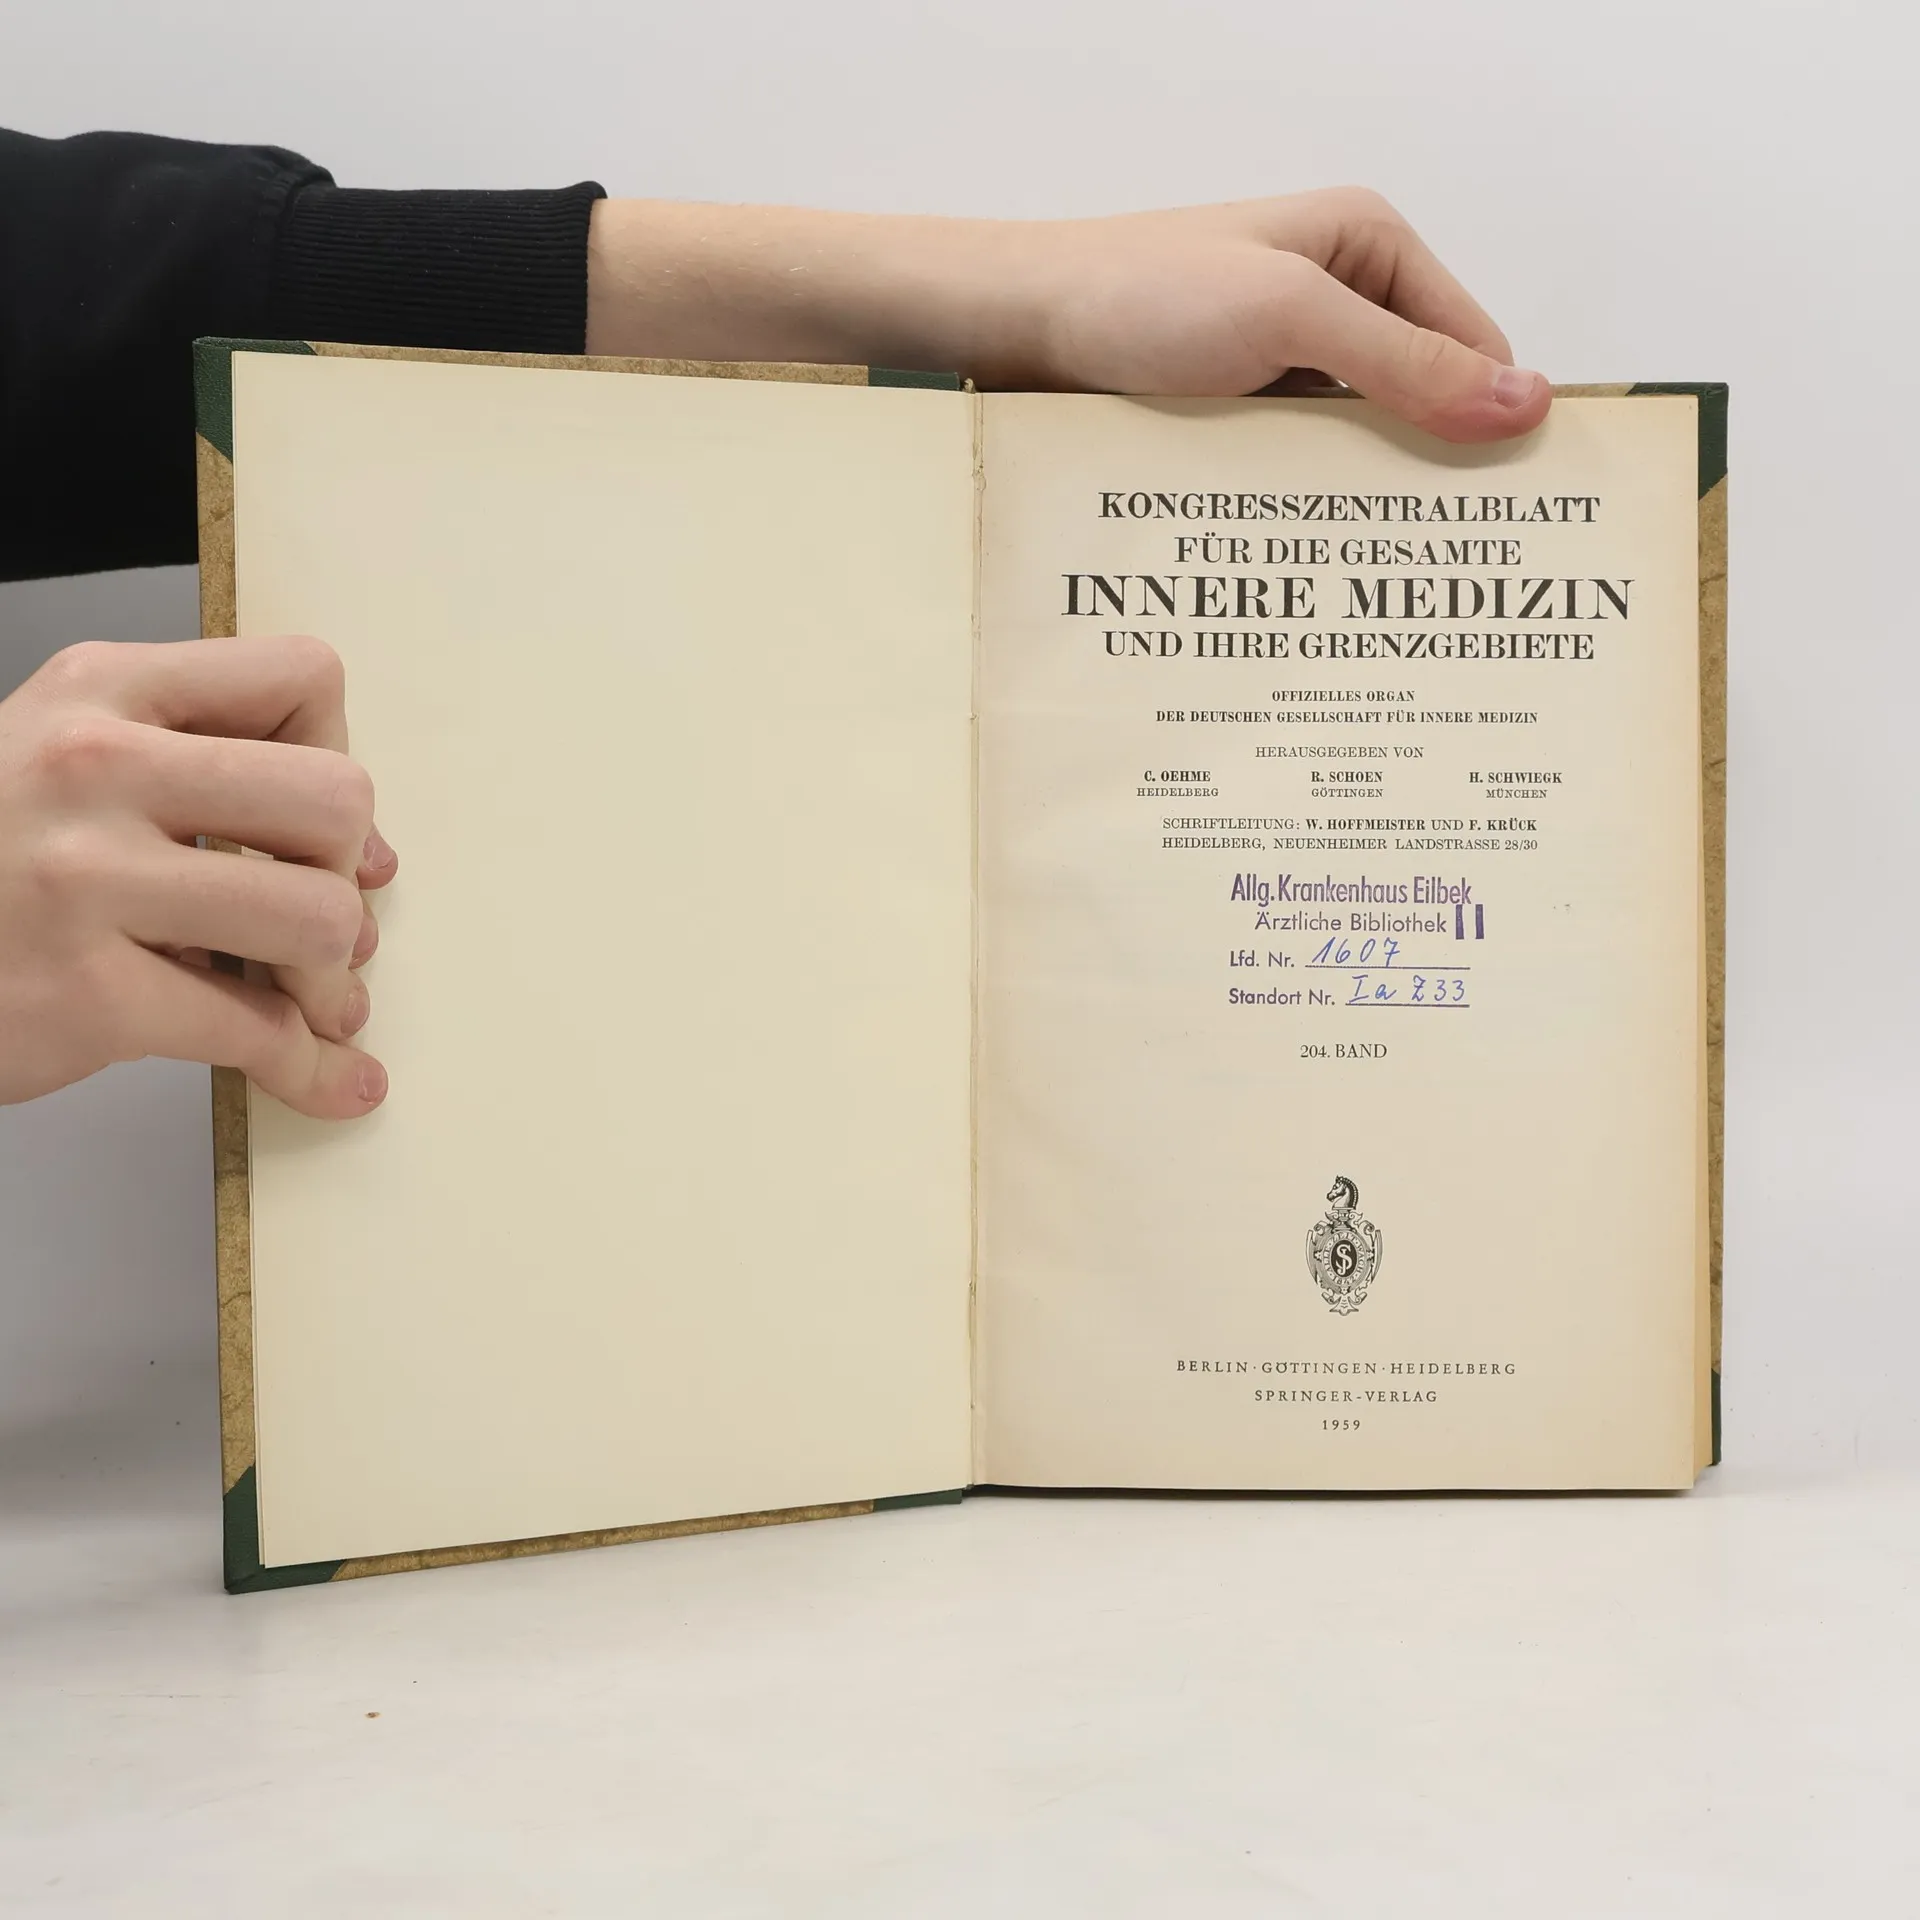 KONGRESSZENTRALBLATT
FÜR DIE GESAMTE
INNERE MEDIZIN
UND IHRE GRENZGEBIETE
OFFIZIELLES ORGAN
DER DEUTSCHEN GESELLSCHAFT FÜR INNERE MEDIZIN
HERAUSGEGEBEN VON
C. OEHME R. SCHOEN H. SCHWIEGK
HEIDELBERG GÖTTINGEN MÜNCHEN
SCHRIFTLEITUNG: W. HOFFMEISTER UND F. KRÜCK
HEIDELBERG, NEUENHEIMER LANDSTRASSE 28/30
Allg. Krankenhaus Eilbek
Ärztliche Bibliothek II
Lfd. Nr. 1607
Standort Nr. Ia Z 33
204. BAND
BERLIN · GÖTTINGEN · HEIDELBERG
SPRINGER-VERLAG
1959